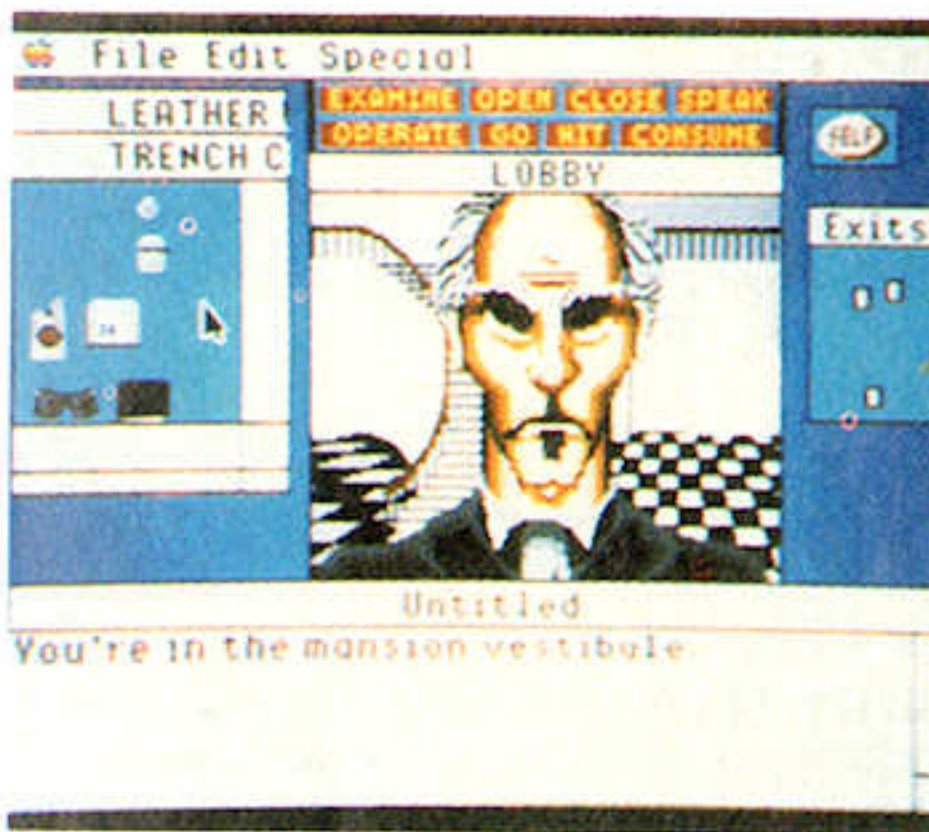 File Edit Special
LEATHER
TRENCH C
EXAMINE OPEN CLOSE SPEAK
OPERATE GO HIT CONSUME
LOBBY
SELF
Exits
Untitled
You're in the mansion vestibule.